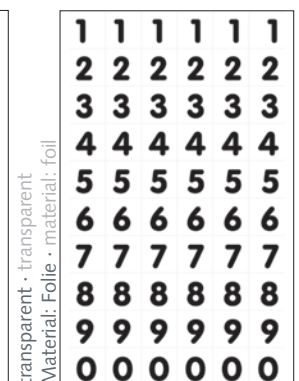 transparent · transparent
Material: Folie · material: foil
1 1 1 1 1 1
2 2 2 2 2 2
3 3 3 3 3 3
4 4 4 4 4 4
5 5 5 5 5 5
6 6 6 6 6 6
7 7 7 7 7 7
8 8 8 8 8 8
9 9 9 9 9 9
0 0 0 0 0 0